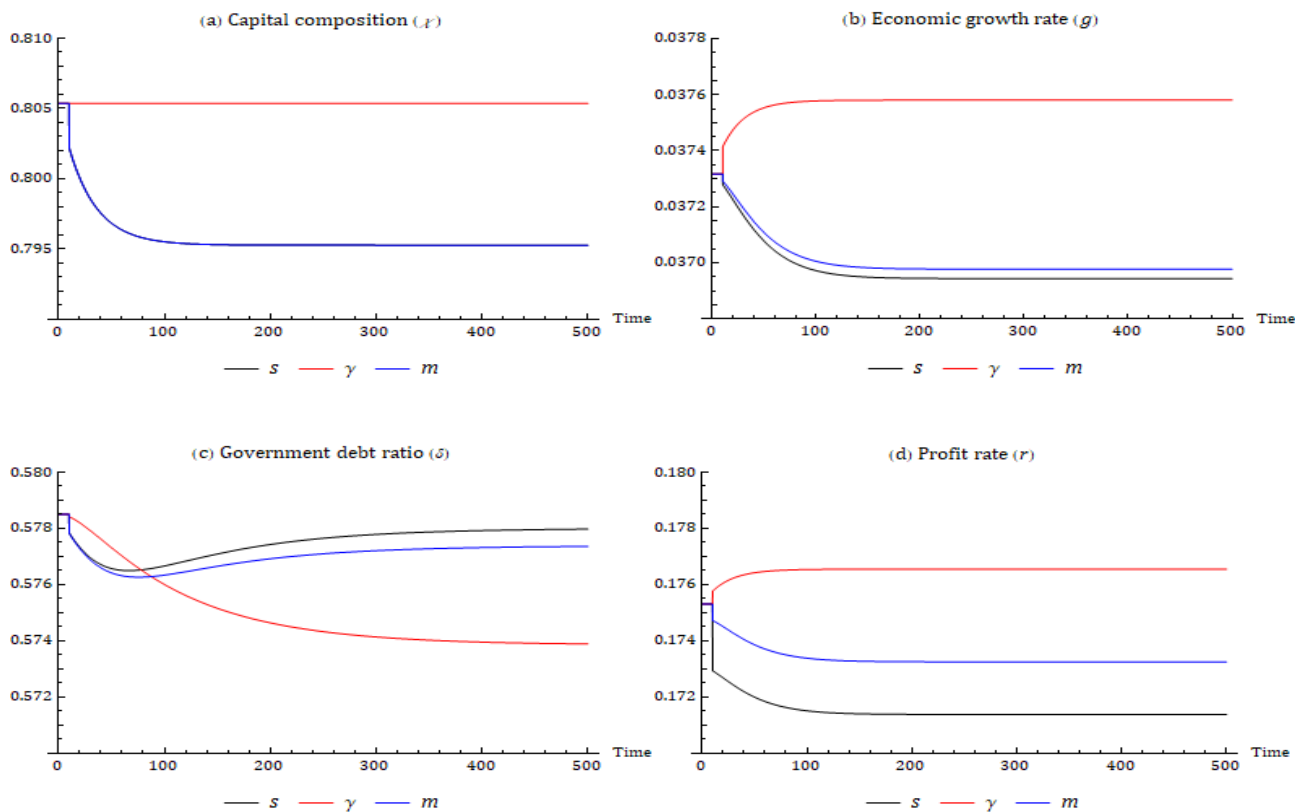 (a) Capital composition (χ)
0.810
0.805
0.800
0.795
0 100 200 300 400 500 Time
s γ m
(b) Economic growth rate (g)
0.0378
0.0376
0.0374
0.0372
0.0370
0 100 200 300 400 500 Time
s γ m
(c) Government debt ratio (δ)
0.580
0.578
0.576
0.574
0.572
0 100 200 300 400 500 Time
s γ m
(d) Profit rate (r)
0.180
0.178
0.176
0.174
0.172
0 100 200 300 400 500 Time
s γ m